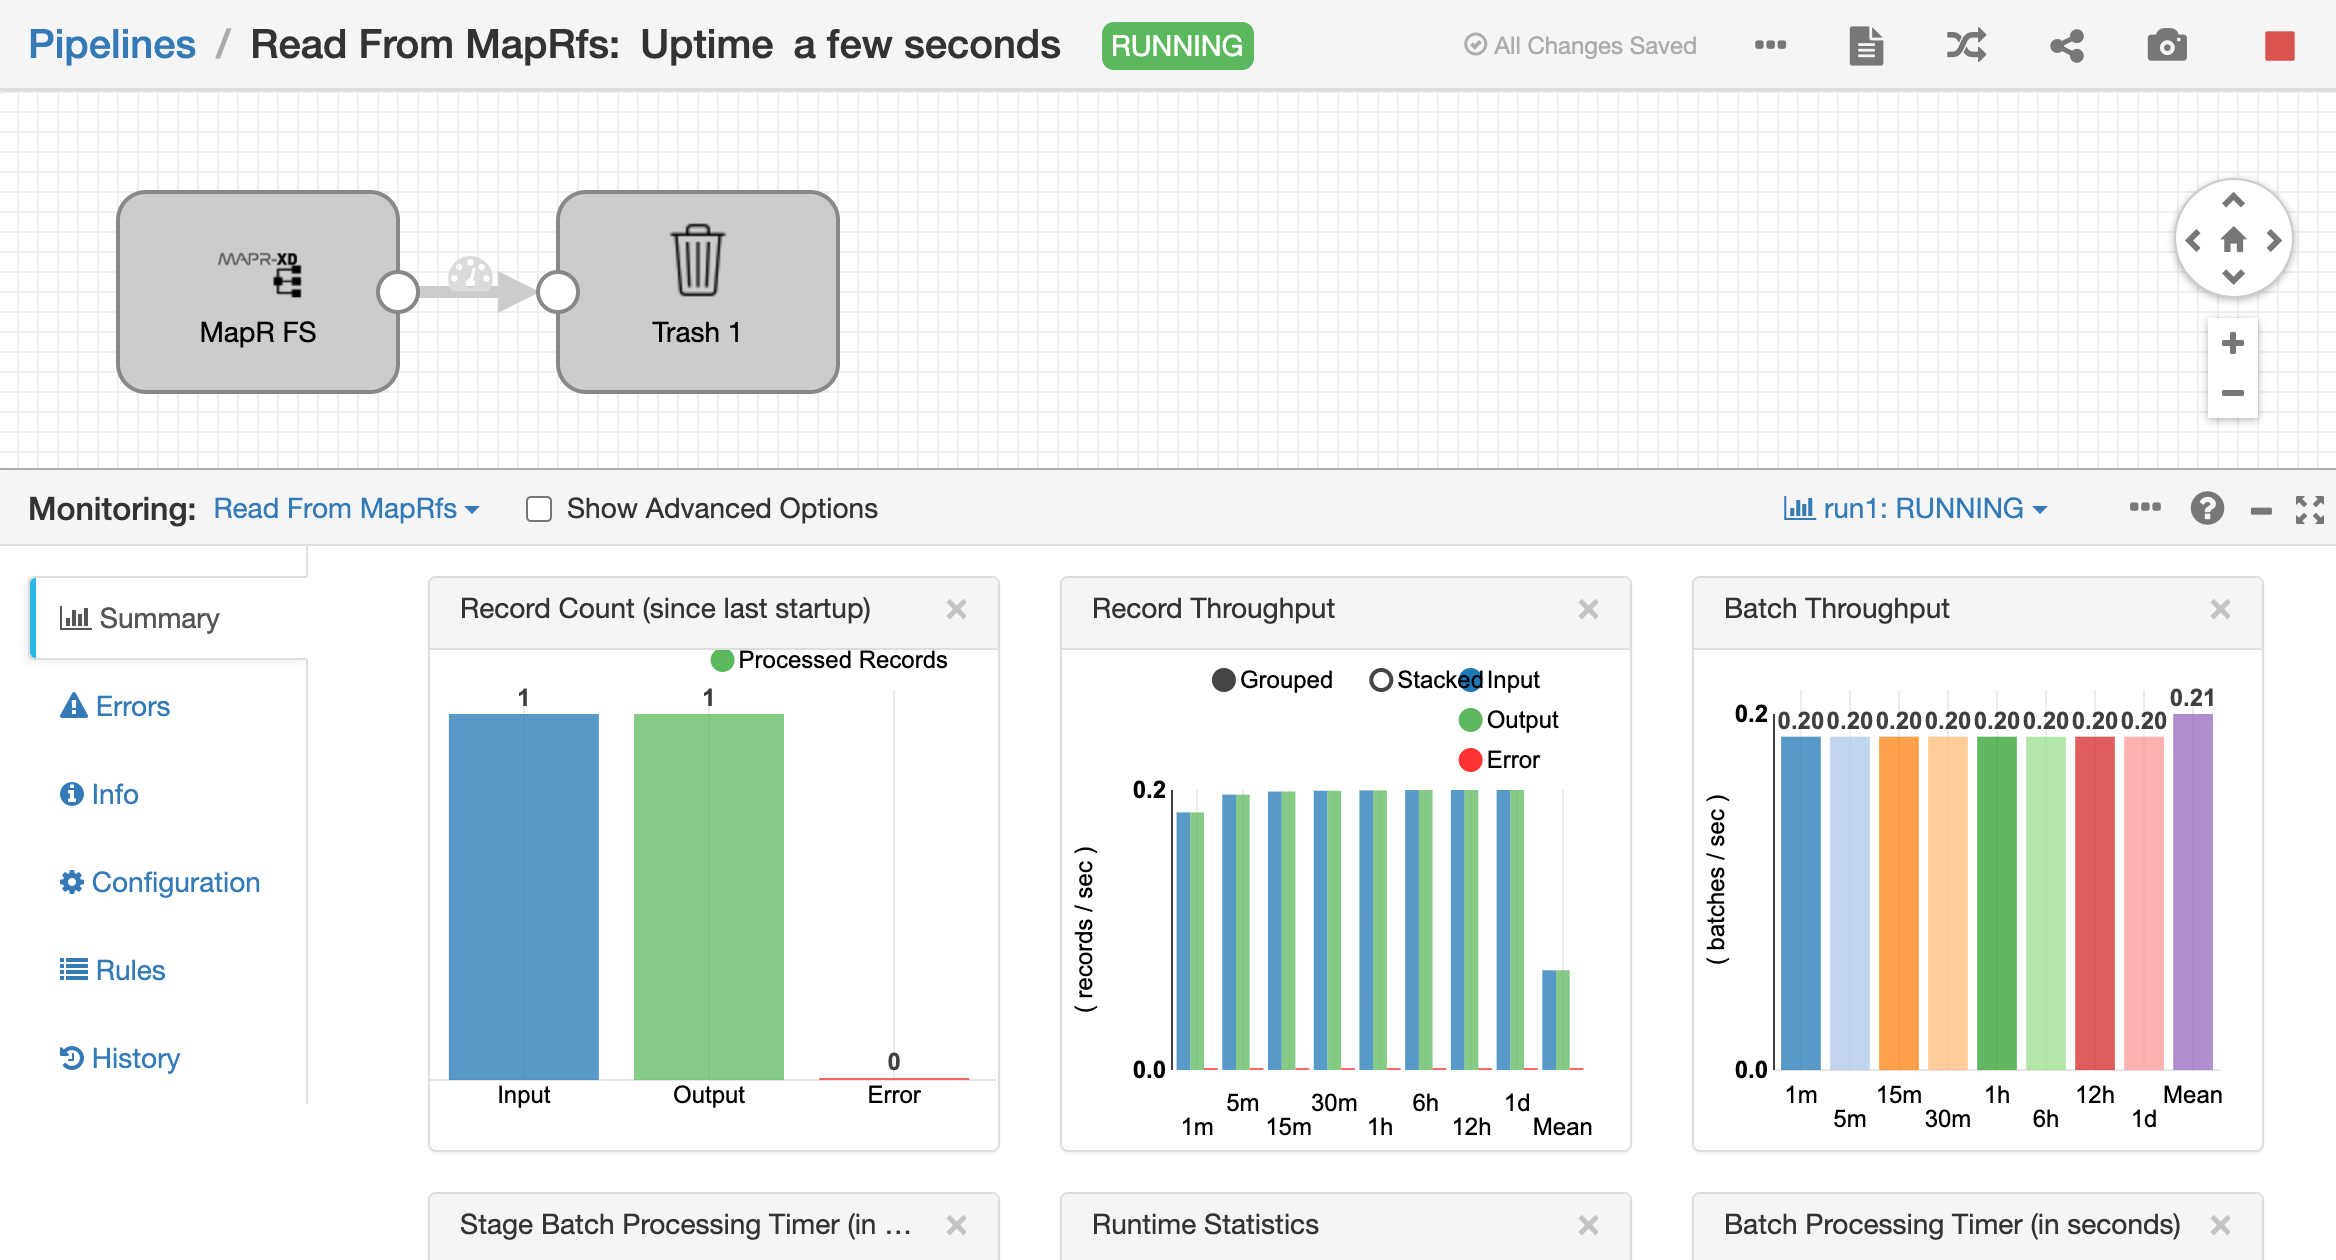 Pipelines / Read From MapRfs: Uptime a few seconds RUNNING All Changes Saved
MAPR-XD
MapR FS
Trash 1
Monitoring: Read From MapRfs Show Advanced Options run1: RUNNING
Summary
Errors
Info
Configuration
Rules
History
Record Count (since last startup)
Processed Records
1 1 0
Input Output Error
Record Throughput
Grouped Stacked Input
Output
Error
0.2
( records / sec )
0.0
5m 30m 6h 1d
1m 15m 1h 12h Mean
Batch Throughput
0.21
0.2 0.20 0.20 0.20 0.20 0.20 0.20 0.20 0.20
( batches / sec )
0.0
1m 15m 1h 12h Mean
5m 30m 6h 1d
Stage Batch Processing Timer (in ...
Runtime Statistics
Batch Processing Timer (in seconds)